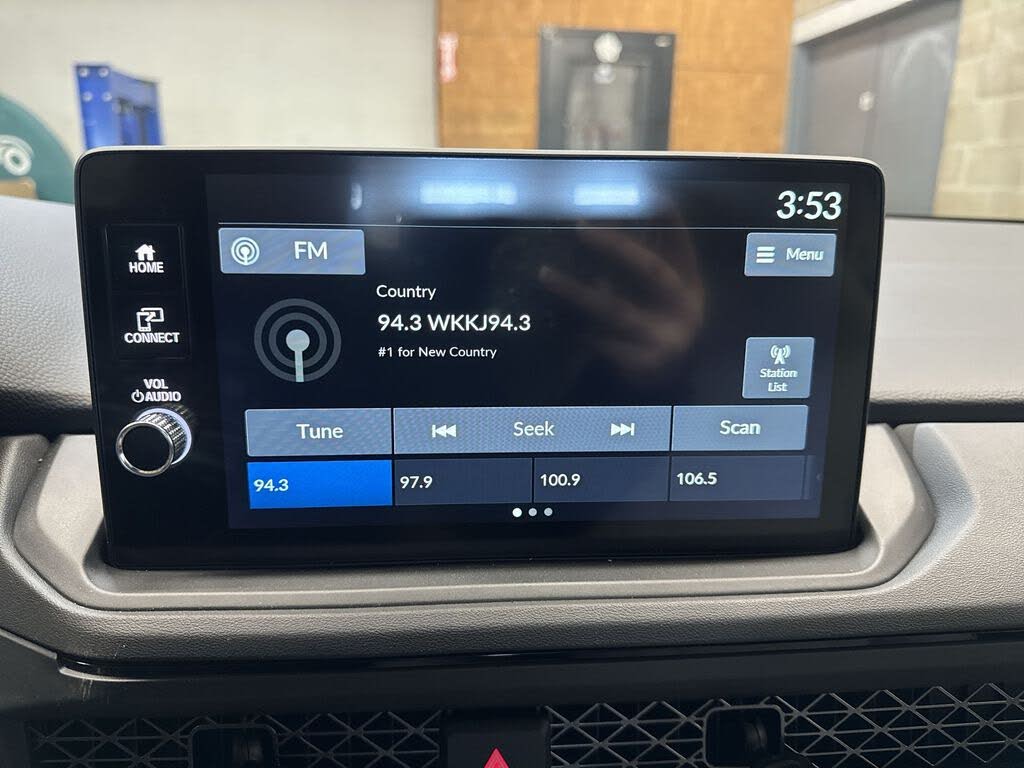 3:53
FM
Menu
HOME
Country
94.3 WKKJ94.3
#1 for New Country
CONNECT
Station
List
VOL
AUDIO
Tune
Seek
Scan
94.3
97.9
100.9
106.5